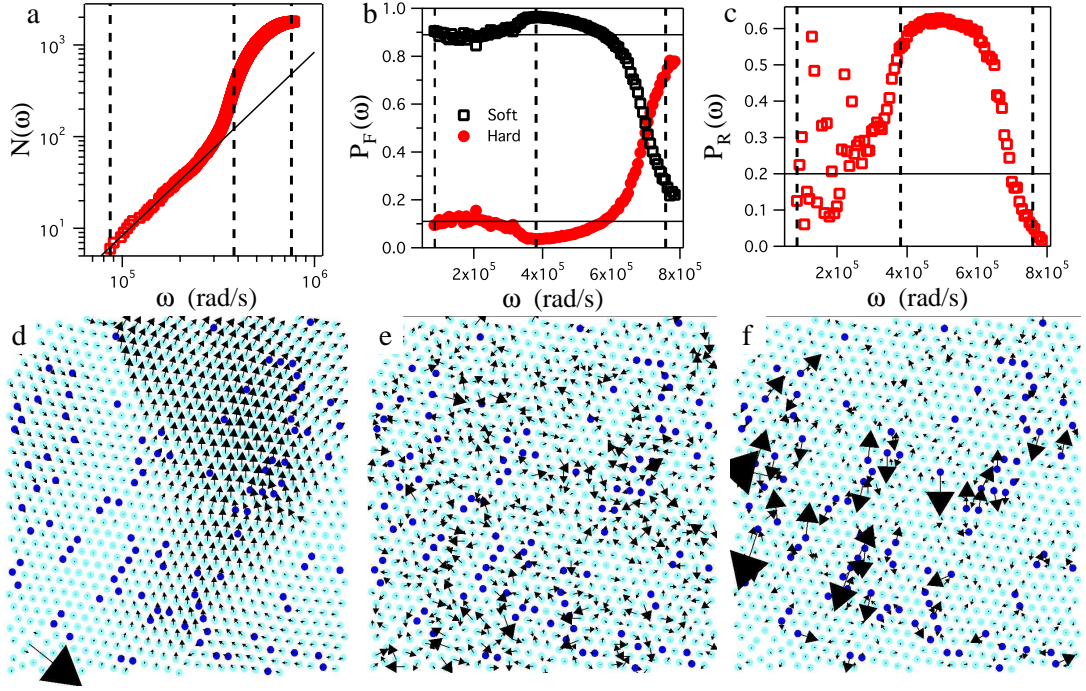 a
N(ω)
10³
10²
10¹
10⁵
10⁶
ω (rad/s)
b
P_F(ω)
1.0
0.8
0.6
0.4
0.2
0.0
Soft
Hard
2x10⁵
4x10⁵
6x10⁵
8x10⁵
ω (rad/s)
c
P_R(ω)
0.6
0.5
0.4
0.3
0.2
0.1
0.0
2x10⁵
4x10⁵
6x10⁵
8x10⁵
ω (rad/s)
d
e
f